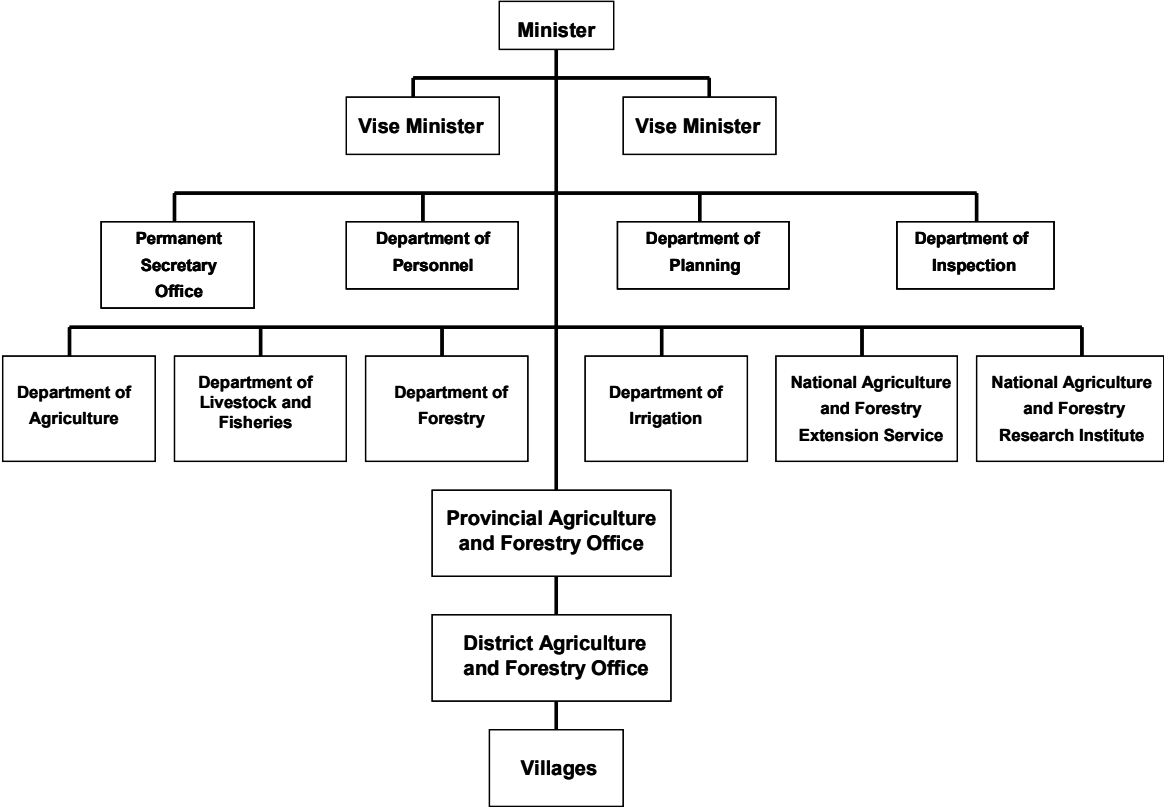 Minister
Vise Minister
Vise Minister
Permanent
Secretary
Office
Department of
Personnel
Department of
Planning
Department of
Inspection
Department of
Agriculture
Department of
Livestock and
Fisheries
Department of
Forestry
Department of
Irrigation
National Agriculture
and Forestry
Extension Service
National Agriculture
and Forestry
Research Institute
Provincial Agriculture
and Forestry Office
District Agriculture
and Forestry Office
Villages